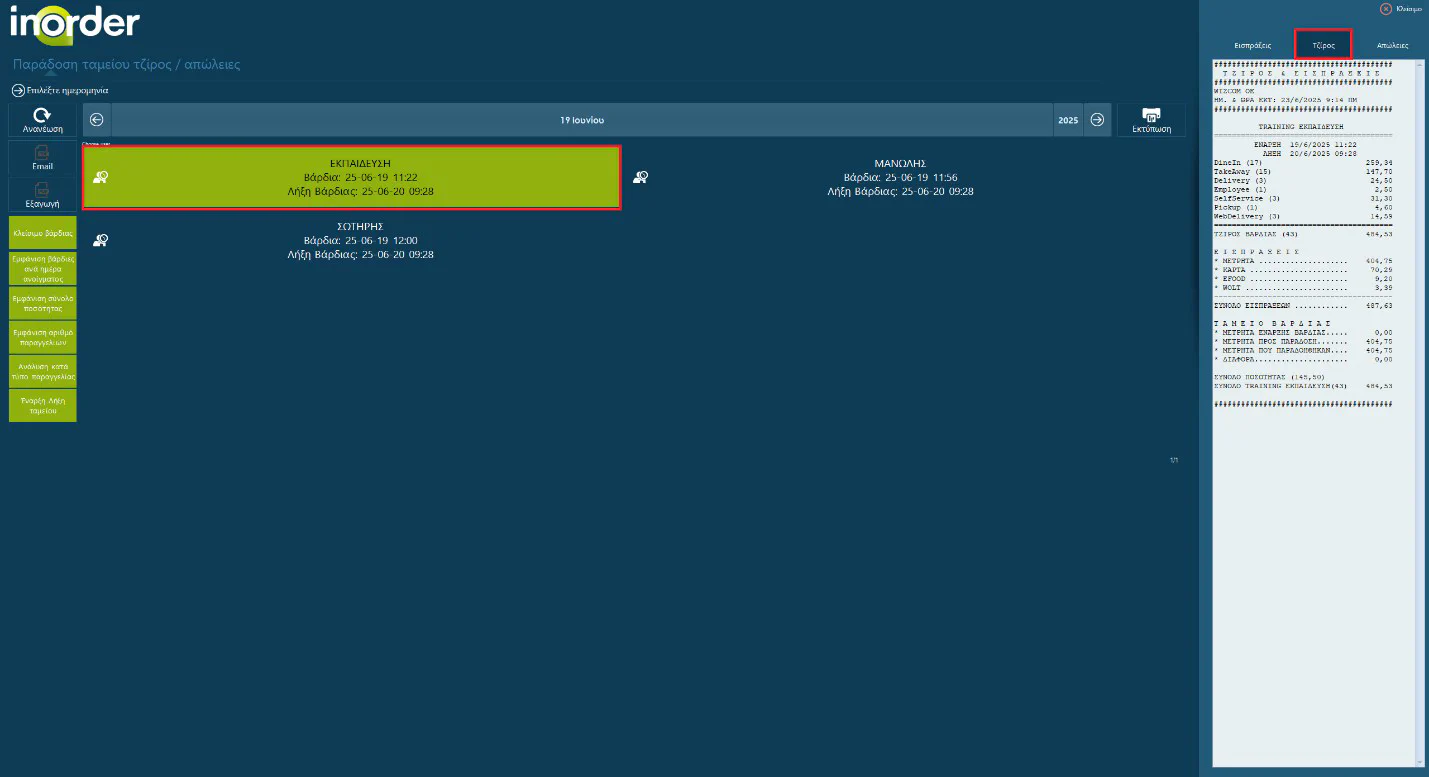 inorder
Παράδοση ταμείου τζίρος / απώλειες
Επιλέξτε ημερομηνία
Ανανέωση
19 Ιουνίου
2025
Εκτύπωση
Email
Εξαγωγή
Κλείσιμο βάρδιας
Εμφάνιση βάρδιες
ανά ημέρα
ανοίγματος
Εμφάνιση σύνολο
ποσότητας
Εμφάνιση αριθμό
παραγγελιών
Ανάλυση κατά
τύπο παραγγελίας
Έναρξη Λήξη
ταμείου
ΕΚΠΑΙΔΕΥΣΗ
Βάρδια: 25-06-19 11:22
Λήξη Βάρδιας: 25-06-20 09:28
ΜΑΝΩΛΗΣ
Βάρδια: 25-06-19 11:56
Λήξη Βάρδιας: 25-06-20 09:28
ΣΩΤΗΡΗΣ
Βάρδια: 25-06-19 12:00
Λήξη Βάρδιας: 25-06-20 09:28
1/1
Κλείσιμο
Εισπράξεις Τζίρος Απώλειες
########################################
Τ Ζ Ι Ρ Ο Σ & Ε Ι Σ Π Ρ Α Ξ Ε Ι Σ
########################################
WIZCOM OE
ΗΜ. & ΩΡΑ ΕΚΤ: 23/6/2025 9:14 ΠΜ
########################################
TRAINING ΕΚΠΑΙΔΕΥΣΗ
========================================
ΕΝΑΡΞΗ 19/6/2025 11:22
ΛΗΞΗ 20/6/2025 09:28
DineIn (17) 259,34
TakeAway (15) 147,70
Delivery (3) 24,50
Employee (1) 2,50
SelfService (3) 31,30
Pickup (1) 4,60
WebDelivery (3) 14,59
========================================
ΤΖΙΡΟΣ ΒΑΡΔΙΑΣ (43) 484,53
Ε Ι Σ Π Ρ Α Ξ Ε Ι Σ
* ΜΕΤΡΗΤΑ .................... 404,75
* ΚΑΡΤΑ ...................... 70,29
* EFOOD ...................... 9,20
* WOLT ....................... 3,39
----------------------------------------
ΣΥΝΟΛΟ ΕΙΣΠΡΑΞΕΩΝ ............ 487,63
Τ Α Μ Ε Ι Ο Β Α Ρ Δ Ι Α Σ
* ΜΕΤΡΗΤΑ ΕΝΑΡΞΗΣ ΒΑΡΔΙΑΣ..... 0,00
* ΜΕΤΡΗΤΑ ΠΡΟΣ ΠΑΡΑΔΟΣΗ....... 404,75
* ΜΕΤΡΗΤΑ ΠΟΥ ΠΑΡΑΔΟΘΗΚΑΝ.... 404,75
* ΔΙΑΦΟΡΑ..................... 0,00
ΣΥΝΟΛΟ ΠΟΣΟΤΗΤΑΣ (145,50)
ΣΥΝΟΛΟ TRAINING ΕΚΠΑΙΔΕΥΣΗ(43) 484,53
########################################